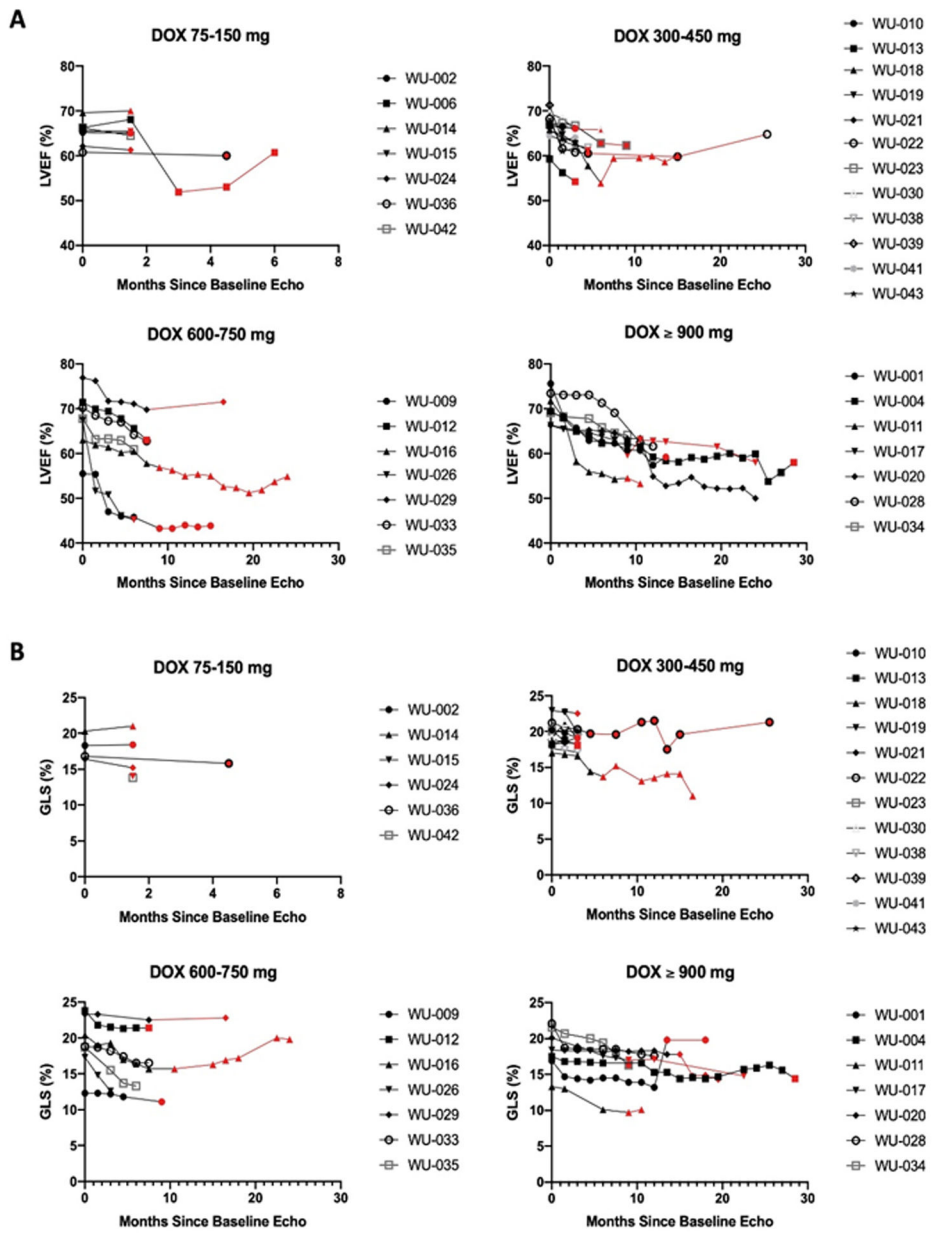 A
DOX 75-150 mg
80
70
60
50
40
LVEF (%)
0
2
4
6
8
Months Since Baseline Echo
WU-002
WU-006
WU-014
WU-015
WU-024
WU-036
WU-042
DOX 300-450 mg
80
70
60
50
40
LVEF (%)
0
10
20
30
Months Since Baseline Echo
WU-010
WU-013
WU-018
WU-019
WU-021
WU-022
WU-023
WU-030
WU-038
WU-039
WU-041
WU-043
DOX 600-750 mg
80
70
60
50
40
LVEF (%)
0
10
20
30
Months Since Baseline Echo
WU-009
WU-012
WU-016
WU-026
WU-029
WU-033
WU-035
DOX ≥ 900 mg
80
70
60
50
40
LVEF (%)
0
10
20
30
Months Since Baseline Echo
WU-001
WU-004
WU-011
WU-017
WU-020
WU-028
WU-034
B
DOX 75-150 mg
25
20
15
10
5
0
GLS (%)
0
2
4
6
8
Months Since Baseline Echo
WU-002
WU-014
WU-015
WU-024
WU-036
WU-042
DOX 300-450 mg
25
20
15
10
5
0
GLS (%)
0
10
20
30
Months Since Baseline Echo
WU-010
WU-013
WU-018
WU-019
WU-021
WU-022
WU-023
WU-030
WU-038
WU-039
WU-041
WU-043
DOX 600-750 mg
25
20
15
10
5
0
GLS (%)
0
10
20
30
Months Since Baseline Echo
WU-009
WU-012
WU-016
WU-026
WU-029
WU-033
WU-035
DOX ≥ 900 mg
25
20
15
10
5
0
GLS (%)
0
10
20
30
Months Since Baseline Echo
WU-001
WU-004
WU-011
WU-017
WU-020
WU-028
WU-034